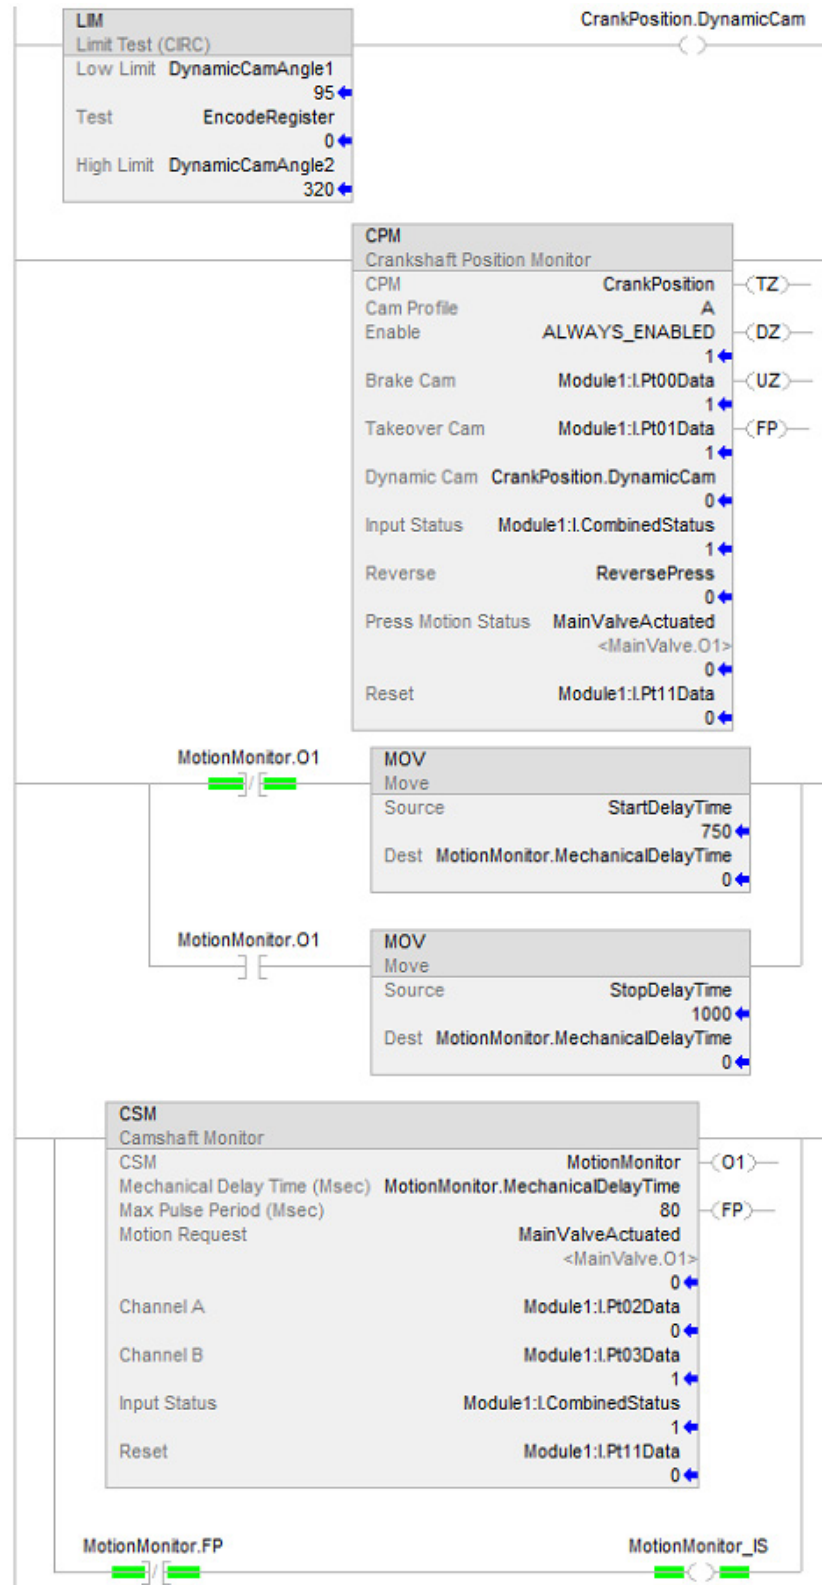 LIM
CrankPosition.DynamicCam
Limit Test (CIRC)
Low Limit DynamicCamAngle1
95
Test EncodeRegister
0
High Limit DynamicCamAngle2
320
CPM
Crankshaft Position Monitor
CPM CrankPosition TZ
Cam Profile A
Enable ALWAYS_ENABLED DZ
1
Brake Cam Module1:I.Pt00Data UZ
1
Takeover Cam Module1:I.Pt01Data FP
1
Dynamic Cam CrankPosition.DynamicCam
0
Input Status Module1:I.CombinedStatus
1
Reverse ReversePress
0
Press Motion Status MainValveActuated
<MainValve.O1>
0
Reset Module1:I.Pt11Data
0
MotionMonitor.O1
MOV
Move
Source StartDelayTime
750
Dest MotionMonitor.MechanicalDelayTime
0
MotionMonitor.O1
MOV
Move
Source StopDelayTime
1000
Dest MotionMonitor.MechanicalDelayTime
0
CSM
Camshaft Monitor
CSM MotionMonitor O1
Mechanical Delay Time (Msec) MotionMonitor.MechanicalDelayTime
Max Pulse Period (Msec) 80 FP
Motion Request MainValveActuated
<MainValve.O1>
0
Channel A Module1:I.Pt02Data
0
Channel B Module1:I.Pt03Data
1
Input Status Module1:I.CombinedStatus
1
Reset Module1:I.Pt11Data
0
MotionMonitor.FP MotionMonitor_IS